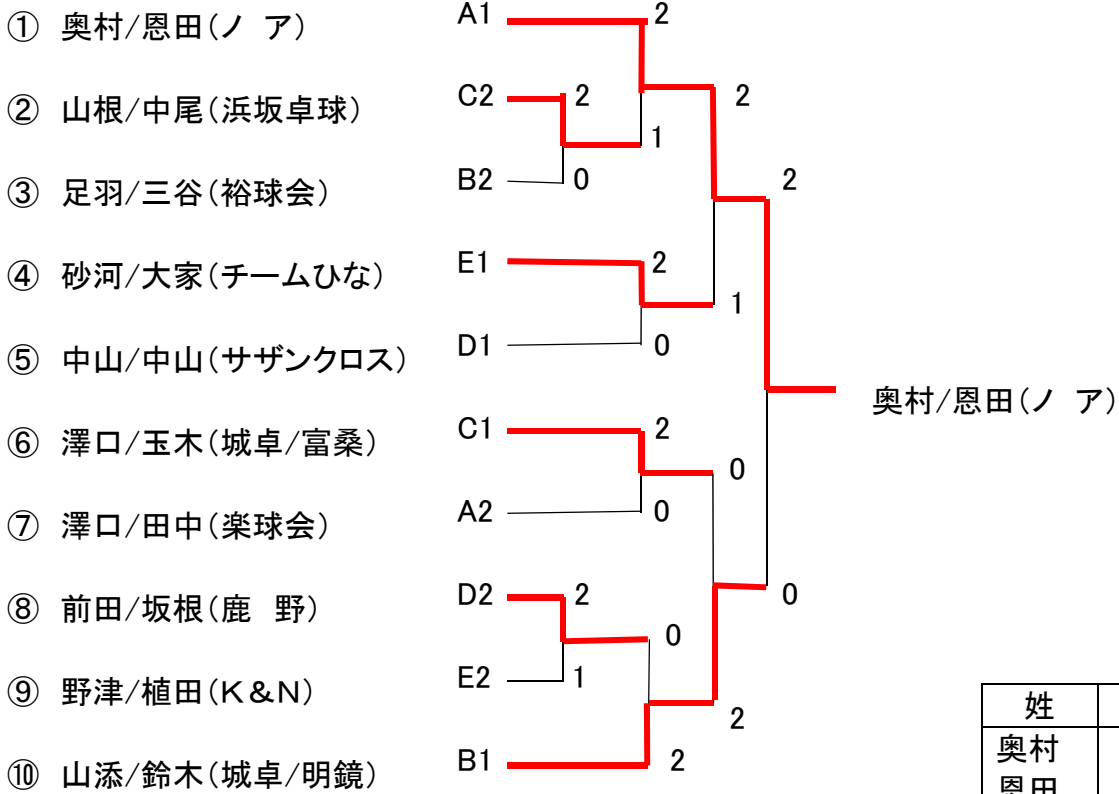 ① 奥村/恩田(ノ ア) A1 2
② 山根/中尾(浜坂卓球) C2 2 2
1
③ 足羽/三谷(裕球会) B2 0 2
④ 砂河/大家(チームひな) E1 2
1
⑤ 中山/中山(サザンクロス) D1 0
奥村/恩田(ノ ア)
⑥ 澤口/玉木(城卓/富桑) C1 2
0
⑦ 澤口/田中(楽球会) A2 0
⑧ 前田/坂根(鹿 野) D2 2 0
0
⑨ 野津/植田(K&N) E2 1
2
姓
奥村
⑩ 山添/鈴木(城卓/明鏡) B1 2
恩田